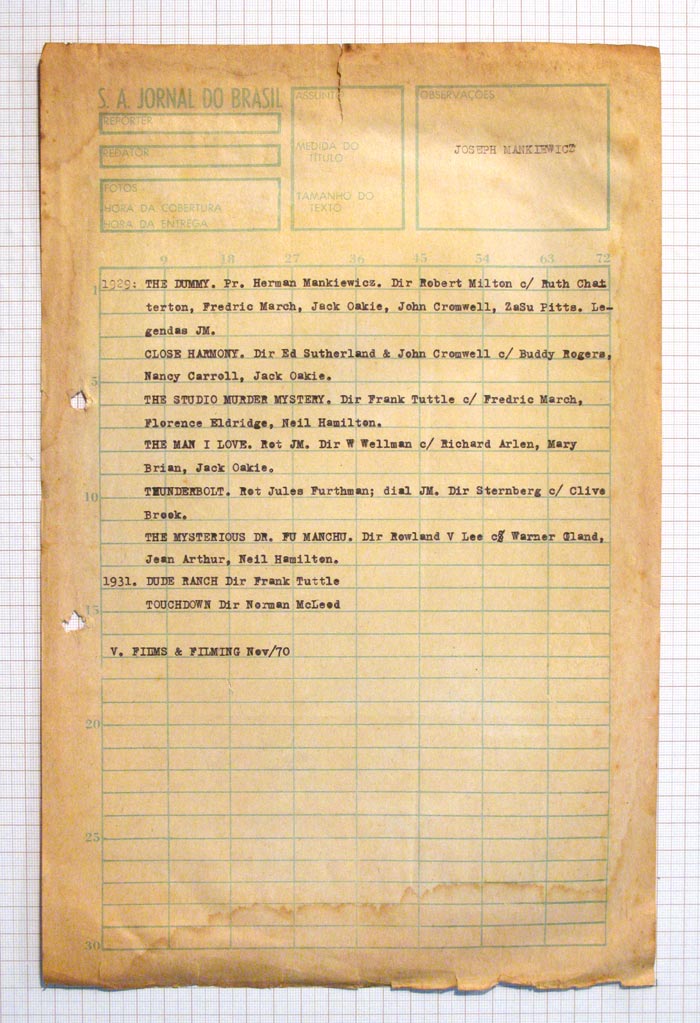 S. A. JORNAL DO BRASIL
REPÓRTER
REDATOR
FOTOS
HORA DA COBERTURA
HORA DA ENTREGA
ASSUNTO
MEDIDA DO
TÍTULO
TAMANHO DO
TEXTO
OBSERVAÇÕES
JOSEPH MANKIEWICZ
9 18 27 36 45 54 63 72
1
1929: THE DUMMY. Pr. Herman Mankiewicz. Dir Robert Milton c/ Ruth Chat
terton, Fredric March, Jack Oakie, John Cromwell, ZaSu Pitts. Le-
gendas JM.
CLOSE HARMONY. Dir Ed Sutherland & John Cromwell c/ Buddy Rogers,
5
Nancy Carroll, Jack Oakie.
THE STUDIO MURDER MYSTERY. Dir Frank Tuttle c/ Fredric March,
Florence Eldridge, Neil Hamilton.
THE MAN I LOVE. Rot JM. Dir W Wellman c/ Richard Arlen, Mary
Brian, Jack Oakie.
10
THUNDERBOLT. Rot Jules Furthman; dial JM. Dir Sternberg c/ Clive
Brook.
THE MYSTERIOUS DR. FU MANCHU. Dir Rowland V Lee c/ Warner Oland,
Jean Arthur, Neil Hamilton.
1931. DUDE RANCH Dir Frank Tuttle
15
TOUCHDOWN Dir Norman McLeod
V. FILMS & FILMING Nov/70
20
25
30